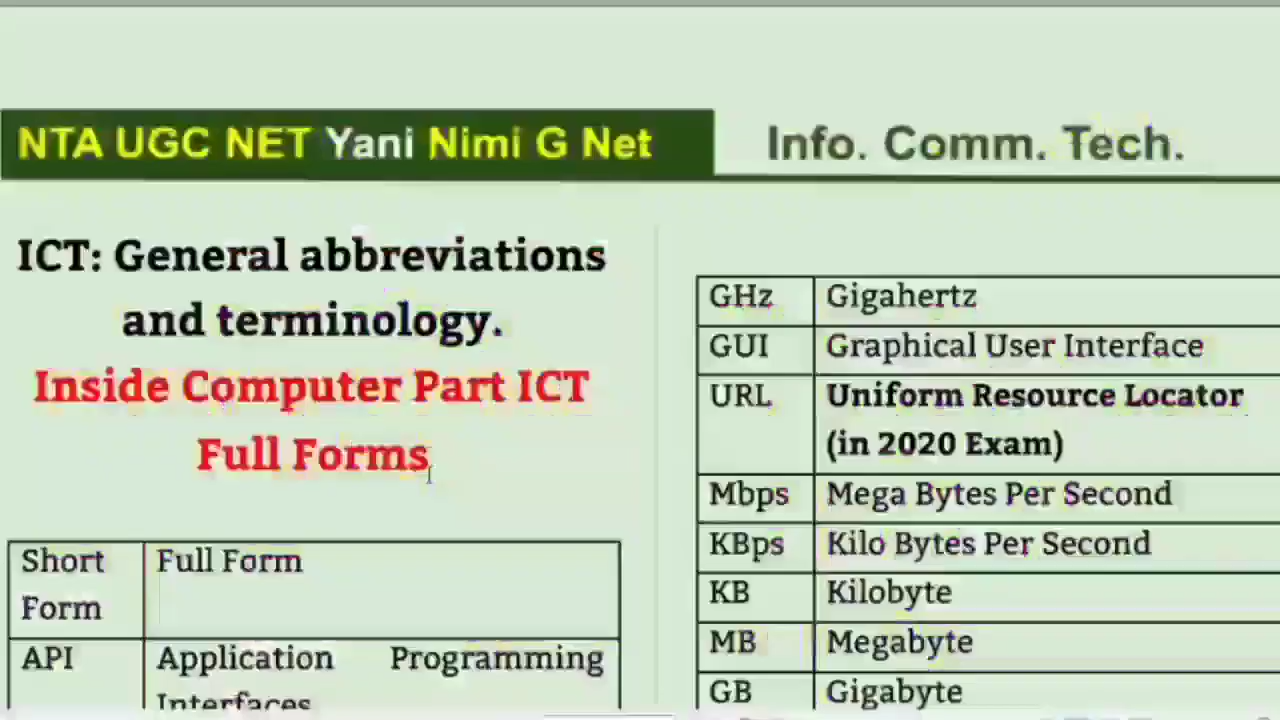 NTA UGC NET Yani Nimi G Net
Info. Comm. Tech.
ICT: General abbreviations
and terminology.
Inside Computer Part ICT
Full Forms
Short Form | Full Form
API | Application Programming
Interfaces
GHz | Gigahertz
GUI | Graphical User Interface
URL | Uniform Resource Locator
(in 2020 Exam)
Mbps | Mega Bytes Per Second
KBps | Kilo Bytes Per Second
KB | Kilobyte
MB | Megabyte
GB | Gigabyte